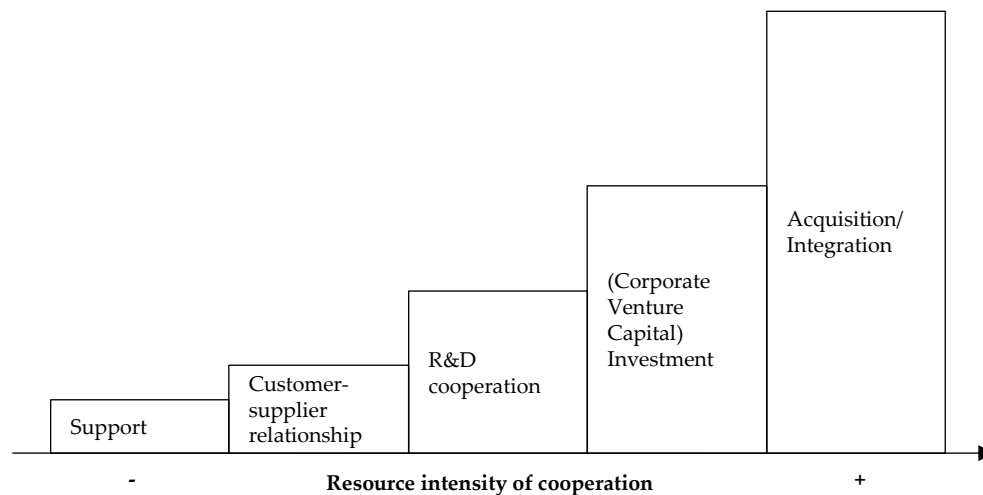 Support
Customer-
supplier
relationship
R&D
cooperation
(Corporate
Venture
Capital)
Investment
Acquisition/
Integration
- Resource intensity of cooperation +